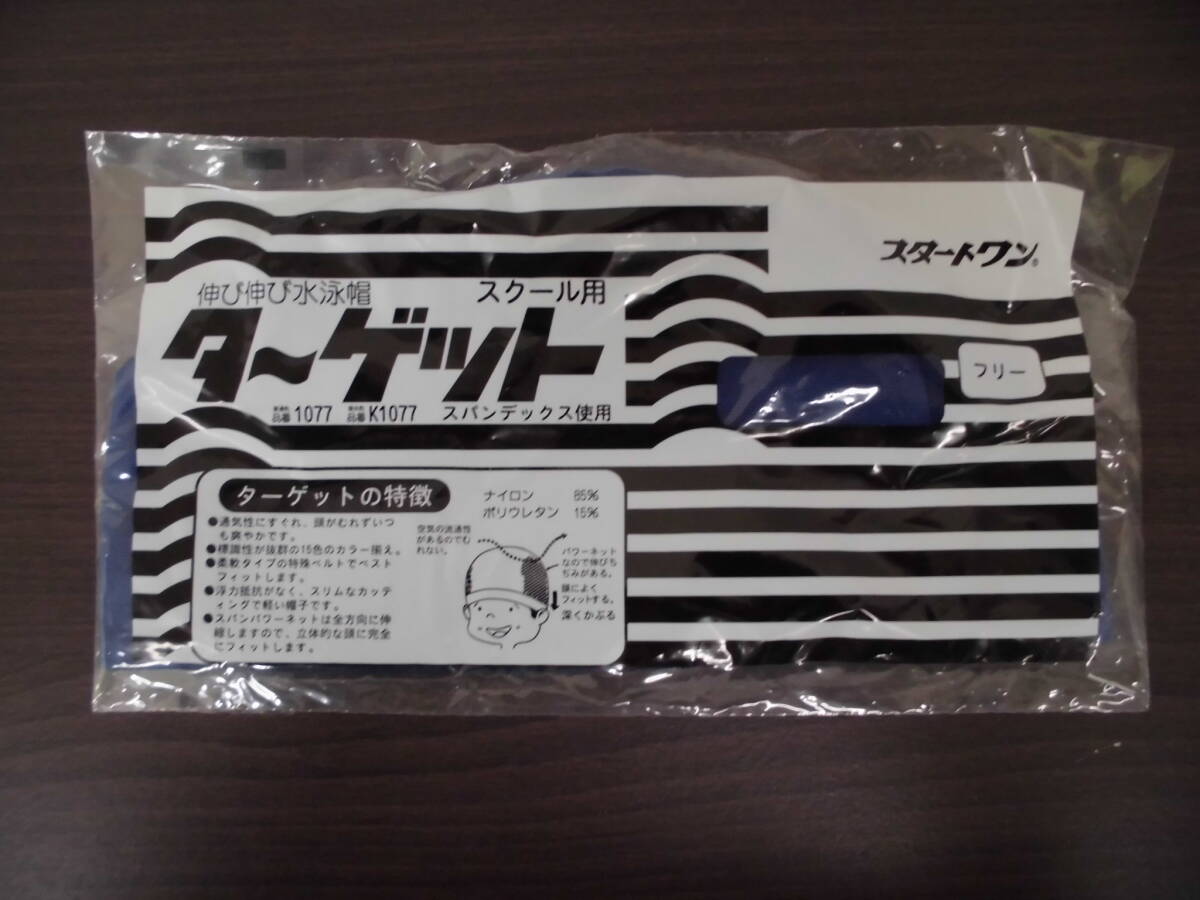 スタートワン®
伸び伸び水泳帽 スクール用
ターゲット
品番1077 品番K1077 スパンデックス使用
フリー
ターゲットの特徴
●通気性にすぐれ、頭がむれずいつ
も爽やかです。
●標識性が抜群の15色のカラー揃え。
●柔軟タイプの特殊ベルトでベスト
フィットします。
●浮力抵抗がなく、スリムなカッテ
ィングで軽い帽子です。
●スパンパワーネットは全方向に伸
縮しますので、立体的な頭に完全
にフィットします。
ナイロン 85%
ポリウレタン 15%
空気の流通性
があるのでむ
れない。
パワーネット
なので伸びち
ぢみがある。
頭によく
フィットする。
深くかぶる